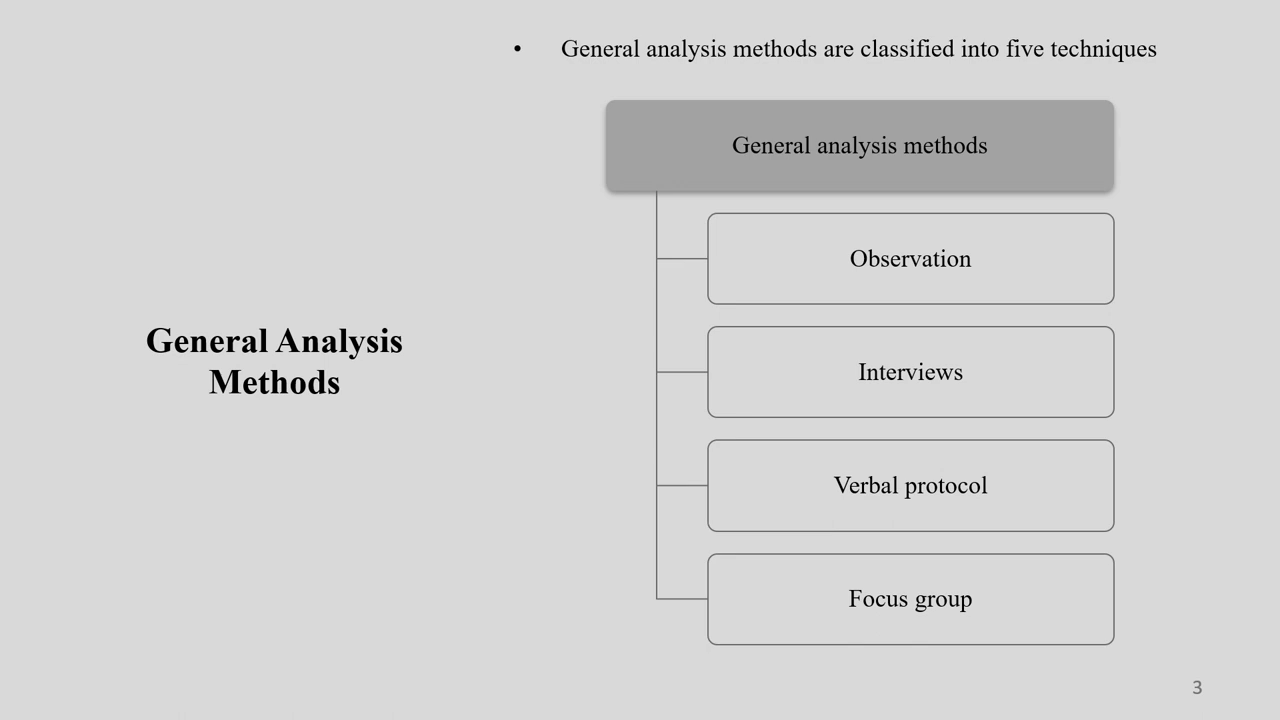 • General analysis methods are classified into five techniques
General Analysis
Methods
General analysis methods
Observation
Interviews
Verbal protocol
Focus group
3